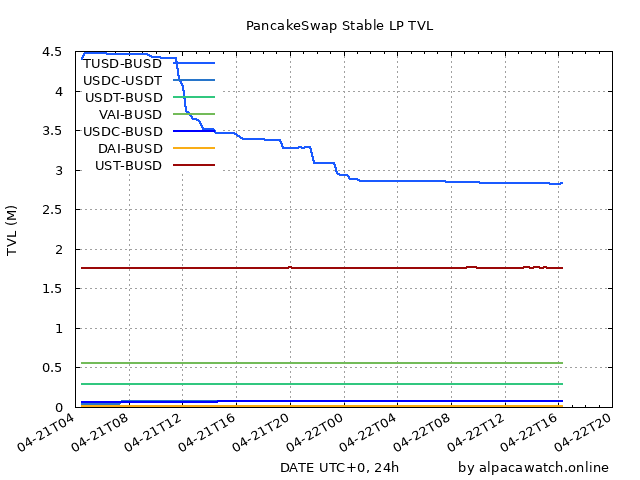 PancakeSwap Stable LP TVL
TUSD-BUSD
USDC-USDT
USDT-BUSD
VAI-BUSD
USDC-BUSD
DAI-BUSD
UST-BUSD
TVL (M)
4.5
4
3.5
3
2.5
2
1.5
1
0.5
0
04-21T04
04-21T08
04-21T12
04-21T16
04-21T20
04-22T00
04-22T04
04-22T08
04-22T12
04-22T16
04-22T20
DATE UTC+0, 24h
by alpacawatch.online